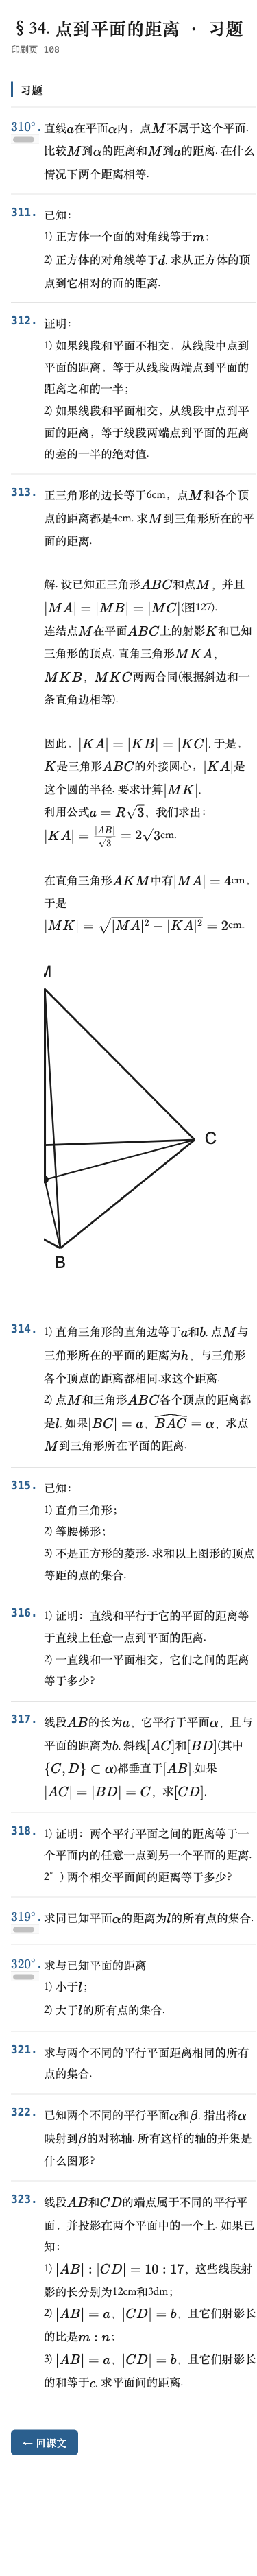 § 34. 点到平面的距离 · 习题
印刷页 108
习题
310°. 直线a在平面α内，点M不属于这个平面.
比较M到α的距离和M到a的距离. 在什么
情况下两个距离相等.
311. 已知：
1) 正方体一个面的对角线等于m；
2) 正方体的对角线等于d. 求从正方体的顶
点到它相对的面的距离.
312. 证明：
1) 如果线段和平面不相交，从线段中点到
平面的距离，等于从线段两端点到平面的
距离之和的一半；
2) 如果线段和平面相交，从线段中点到平
面的距离，等于线段两端点到平面的距离
的差的一半的绝对值.
313. 正三角形的边长等于6cm，点M和各个顶
点的距离都是4cm. 求M到三角形所在的平
面的距离.
解. 设已知正三角形ABC和点M，并且
|MA| = |MB| = |MC|(图127).
连结点M在平面ABC上的射影K和已知
三角形的顶点. 直角三角形MKA，
MKB，MKC两两合同(根据斜边和一
条直角边相等).
因此，|KA| = |KB| = |KC|. 于是，
K是三角形ABC的外接圆心，|KA|是
这个圆的半径. 要求计算|MK|.
利用公式a = R√3，我们求出：
|KA| = |AB|/√3 = 2√3cm.
在直角三角形AKM中有|MA| = 4cm，
于是
|MK| = √(|MA|² − |KA|²) = 2cm.
M
C
B
314. 1) 直角三角形的直角边等于a和b. 点M与
三角形所在的平面的距离为h，与三角形
各个顶点的距离都相同.求这个距离.
2) 点M和三角形ABC各个顶点的距离都
是l. 如果|BC| = a，\widehat{BAC} = α，求点
M到三角形所在平面的距离.
315. 已知：
1) 直角三角形；
2) 等腰梯形；
3) 不是正方形的菱形. 求和以上图形的顶点
等距的点的集合.
316. 1) 证明：直线和平行于它的平面的距离等
于直线上任意一点到平面的距离.
2) 一直线和一平面相交，它们之间的距离
等于多少?
317. 线段AB的长为a，它平行于平面α，且与
平面的距离为b. 斜线[AC]和[BD](其中
{C, D} ⊂ α)都垂直于[AB].如果
|AC| = |BD| = C，求[CD].
318. 1) 证明：两个平行平面之间的距离等于一
个平面内的任意一点到另一个平面的距离.
2°) 两个相交平面间的距离等于多少?
319°. 求同已知平面α的距离为l的所有点的集合.
320°. 求与已知平面的距离
1) 小于l；
2) 大于l的所有点的集合.
321. 求与两个不同的平行平面距离相同的所有
点的集合.
322. 已知两个不同的平行平面α和β. 指出将α
映射到β的对称轴. 所有这样的轴的并集是
什么图形?
323. 线段AB和CD的端点属于不同的平行平
面，并投影在两个平面中的一个上. 如果已
知：
1) |AB| : |CD| = 10 : 17，这些线段射
影的长分别为12cm和3dm；
2) |AB| = a，|CD| = b，且它们射影长
的比是m : n；
3) |AB| = a，|CD| = b，且它们射影长
的和等于c. 求平面间的距离.
← 回课文